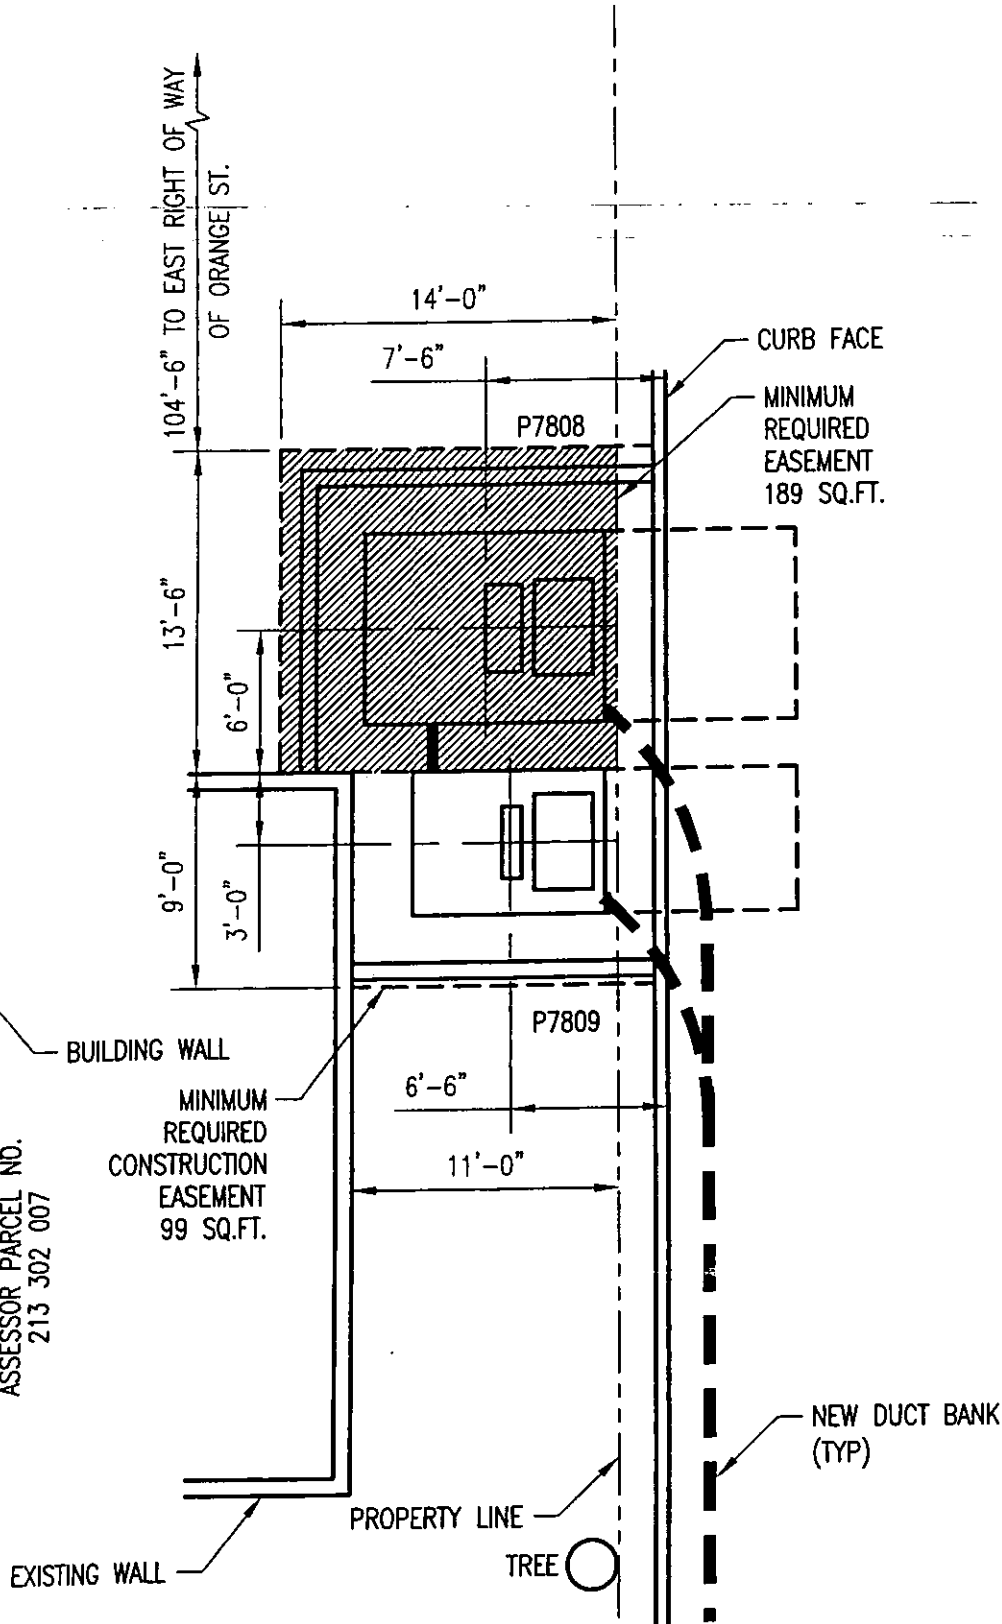 104'-6" TO EAST RIGHT OF WAY
OF ORANGE ST.
14'-0"
7'-6"
CURB FACE
MINIMUM
REQUIRED
EASEMENT
189 SQ.FT.
P7808
13'-6"
6'-0"
9'-0"
3'-0"
P7809
BUILDING WALL
MINIMUM
REQUIRED
CONSTRUCTION
EASEMENT
99 SQ.FT.
6'-6"
11'-0"
ASSESSOR PARCEL NO.
213 302 007
NEW DUCT BANK
(TYP)
PROPERTY LINE
TREE
EXISTING WALL